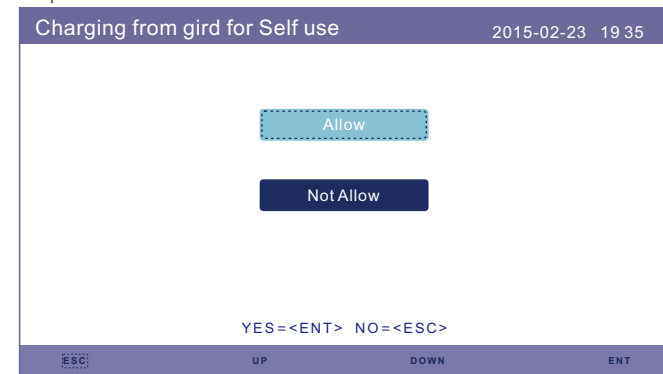 Charging from gird for Self use 2015-02-23 19 35
Allow
Not Allow
YES=<ENT> NO=<ESC>
ESC UP DOWN ENT